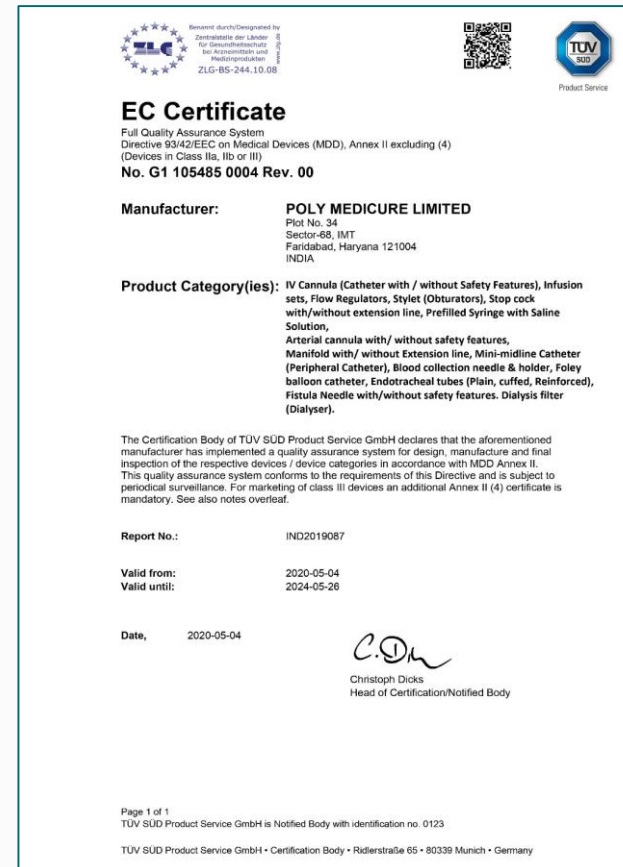 Benannt durch/Designated by
Zentralstelle der Länder
für Gesundheitsschutz
bei Arzneimitteln und
Medizinprodukten
ZLG-BS-244.10.08
www.zlg.de
ZLG
TÜV
SÜD
Product Service
EC Certificate
Full Quality Assurance System
Directive 93/42/EEC on Medical Devices (MDD), Annex II excluding (4)
(Devices in Class IIa, IIb or III)
No. G1 105485 0004 Rev. 00
Manufacturer: POLY MEDICURE LIMITED
Plot No. 34
Sector-68, IMT
Faridabad, Haryana 121004
INDIA
Product Category(ies): IV Cannula (Catheter with / without Safety Features), Infusion
sets, Flow Regulators, Stylet (Obturators), Stop cock
with/without extension line, Prefilled Syringe with Saline
Solution,
Arterial cannula with/ without safety features,
Manifold with/ without Extension line, Mini-midline Catheter
(Peripheral Catheter), Blood collection needle & holder, Foley
balloon catheter, Endotracheal tubes (Plain, cuffed, Reinforced),
Fistula Needle with/without safety features. Dialysis filter
(Dialyser).
The Certification Body of TÜV SÜD Product Service GmbH declares that the aforementioned
manufacturer has implemented a quality assurance system for design, manufacture and final
inspection of the respective devices / device categories in accordance with MDD Annex II.
This quality assurance system conforms to the requirements of this Directive and is subject to
periodical surveillance. For marketing of class III devices an additional Annex II (4) certificate is
mandatory. See also notes overleaf.
Report No.: IND2019087
Valid from: 2020-05-04
Valid until: 2024-05-26
Date, 2020-05-04
Christoph Dicks
Head of Certification/Notified Body
Page 1 of 1
TÜV SÜD Product Service GmbH is Notified Body with identification no. 0123
TÜV SÜD Product Service GmbH • Certification Body • Ridlerstraße 65 • 80339 Munich • Germany